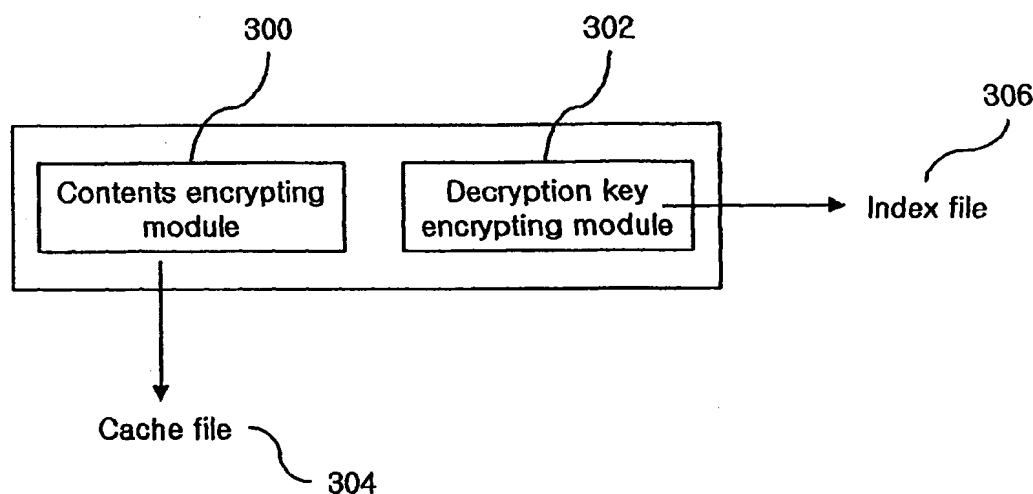 300
302
306
Contents encrypting
module
Decryption key
encrypting module
Index file
Cache file
304